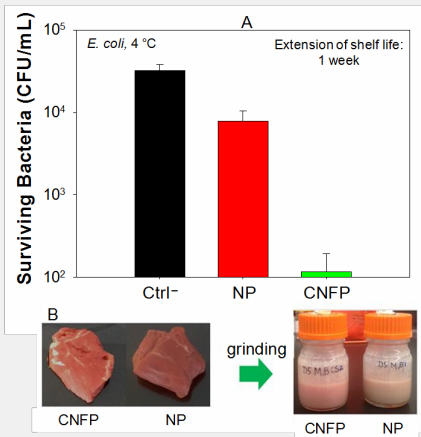 A
10⁵
E. coli, 4 °C
Extension of shelf life:
1 week
10⁴
10³
10²
Surviving Bacteria (CFU/mL)
Ctrl⁻
NP
CNFP
B
grinding
CNFP
NP
CNFP
NP